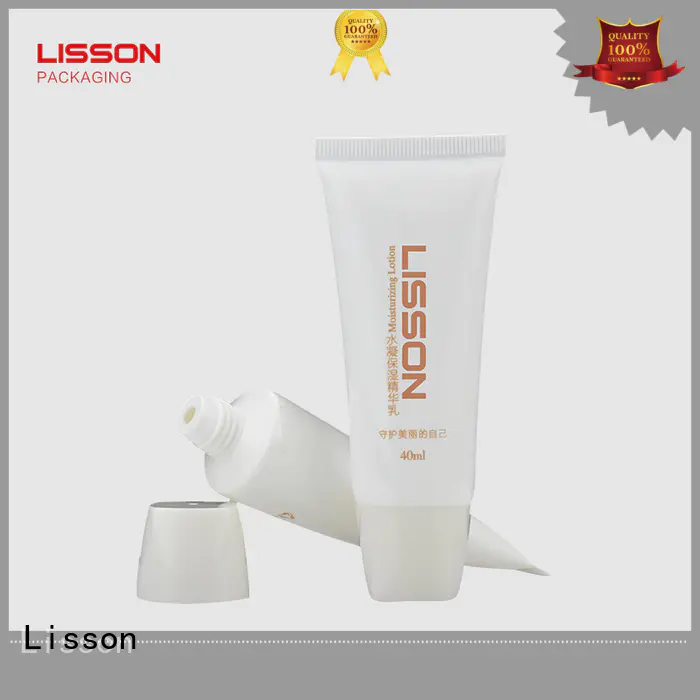 LISSON
PACKAGING
QUALITY
100%
GUARANTEED
QUALITY
100%
GUARANTEED
LISSON
Moisturizing Lotion
水凝保湿精华乳
守护美丽的自己
40ml
Lisson
Lisson